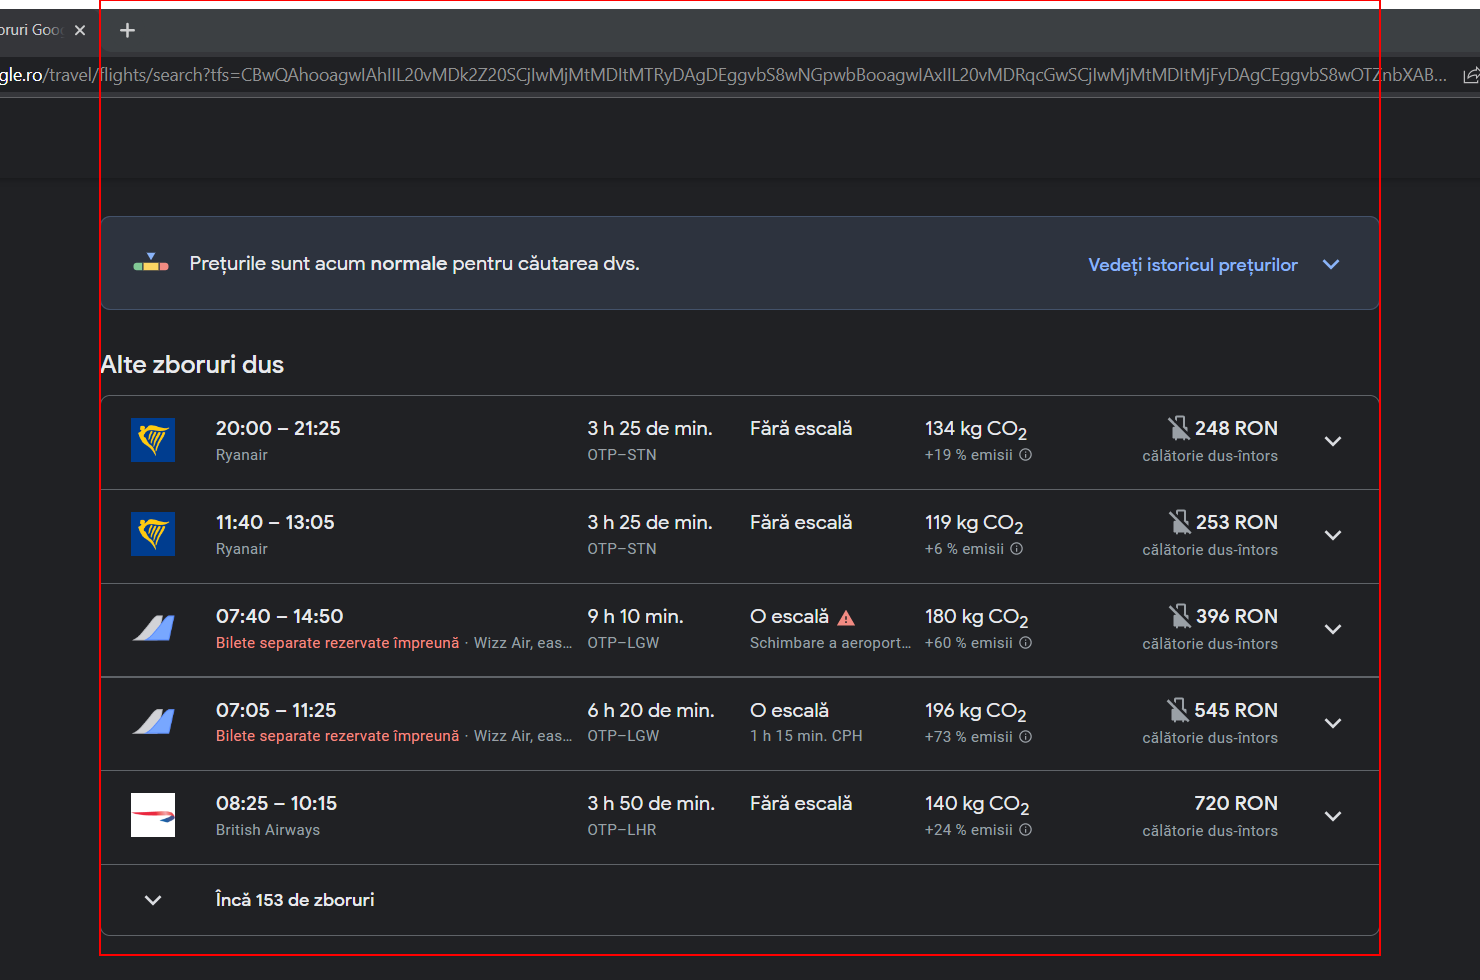 oruri Goo
gle.ro/travel/flights/search?tfs=CBwQAhooagwIAhIIL20vMDk2Z20SCjIwMjMtMDItMTRyDAgDEggvbS8wNGpwbBooagwIAxIIL20vMDRqcGwSCjIwMjMtMDItMjFyDAgCEggvbS8wOTZnbXAB...
Prețurile sunt acum normale pentru căutarea dvs.
Vedeți istoricul prețurilor
Alte zboruri dus
20:00 – 21:25 3 h 25 de min. Fără escală 134 kg CO2 248 RON
Ryanair OTP–STN +19 % emisii călătorie dus-întors
11:40 – 13:05 3 h 25 de min. Fără escală 119 kg CO2 253 RON
Ryanair OTP–STN +6 % emisii călătorie dus-întors
07:40 – 14:50 9 h 10 min. O escală 180 kg CO2 396 RON
Bilete separate rezervate împreună · Wizz Air, eas... OTP–LGW Schimbare a aeroport... +60 % emisii călătorie dus-întors
07:05 – 11:25 6 h 20 de min. O escală 196 kg CO2 545 RON
Bilete separate rezervate împreună · Wizz Air, eas... OTP–LGW 1 h 15 min. CPH +73 % emisii călătorie dus-întors
08:25 – 10:15 3 h 50 de min. Fără escală 140 kg CO2 720 RON
British Airways OTP–LHR +24 % emisii călătorie dus-întors
Încă 153 de zboruri